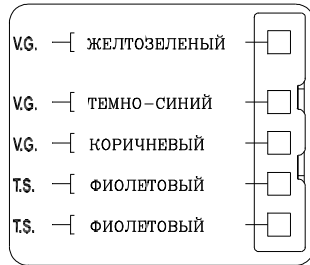 V.G. ЖЕЛТОЗЕЛЕНЫЙ
V.G. ТЕМНО-СИНИЙ
V.G. КОРИЧНЕВЫЙ
T.S. ФИОЛЕТОВЫЙ
T.S. ФИОЛЕТОВЫЙ